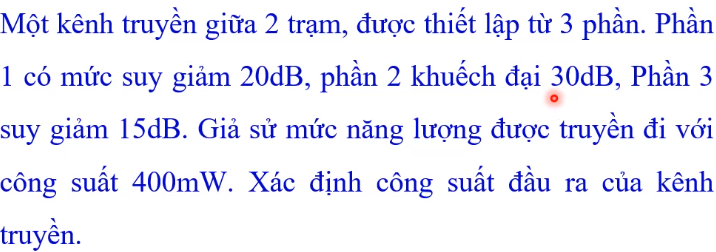 Một kênh truyền giữa 2 trạm, được thiết lập từ 3 phần. Phần
1 có mức suy giảm 20dB, phần 2 khuếch đại 30dB, Phần 3
suy giảm 15dB. Giả sử mức năng lượng được truyền đi với
công suất 400mW. Xác định công suất đầu ra của kênh
truyền.